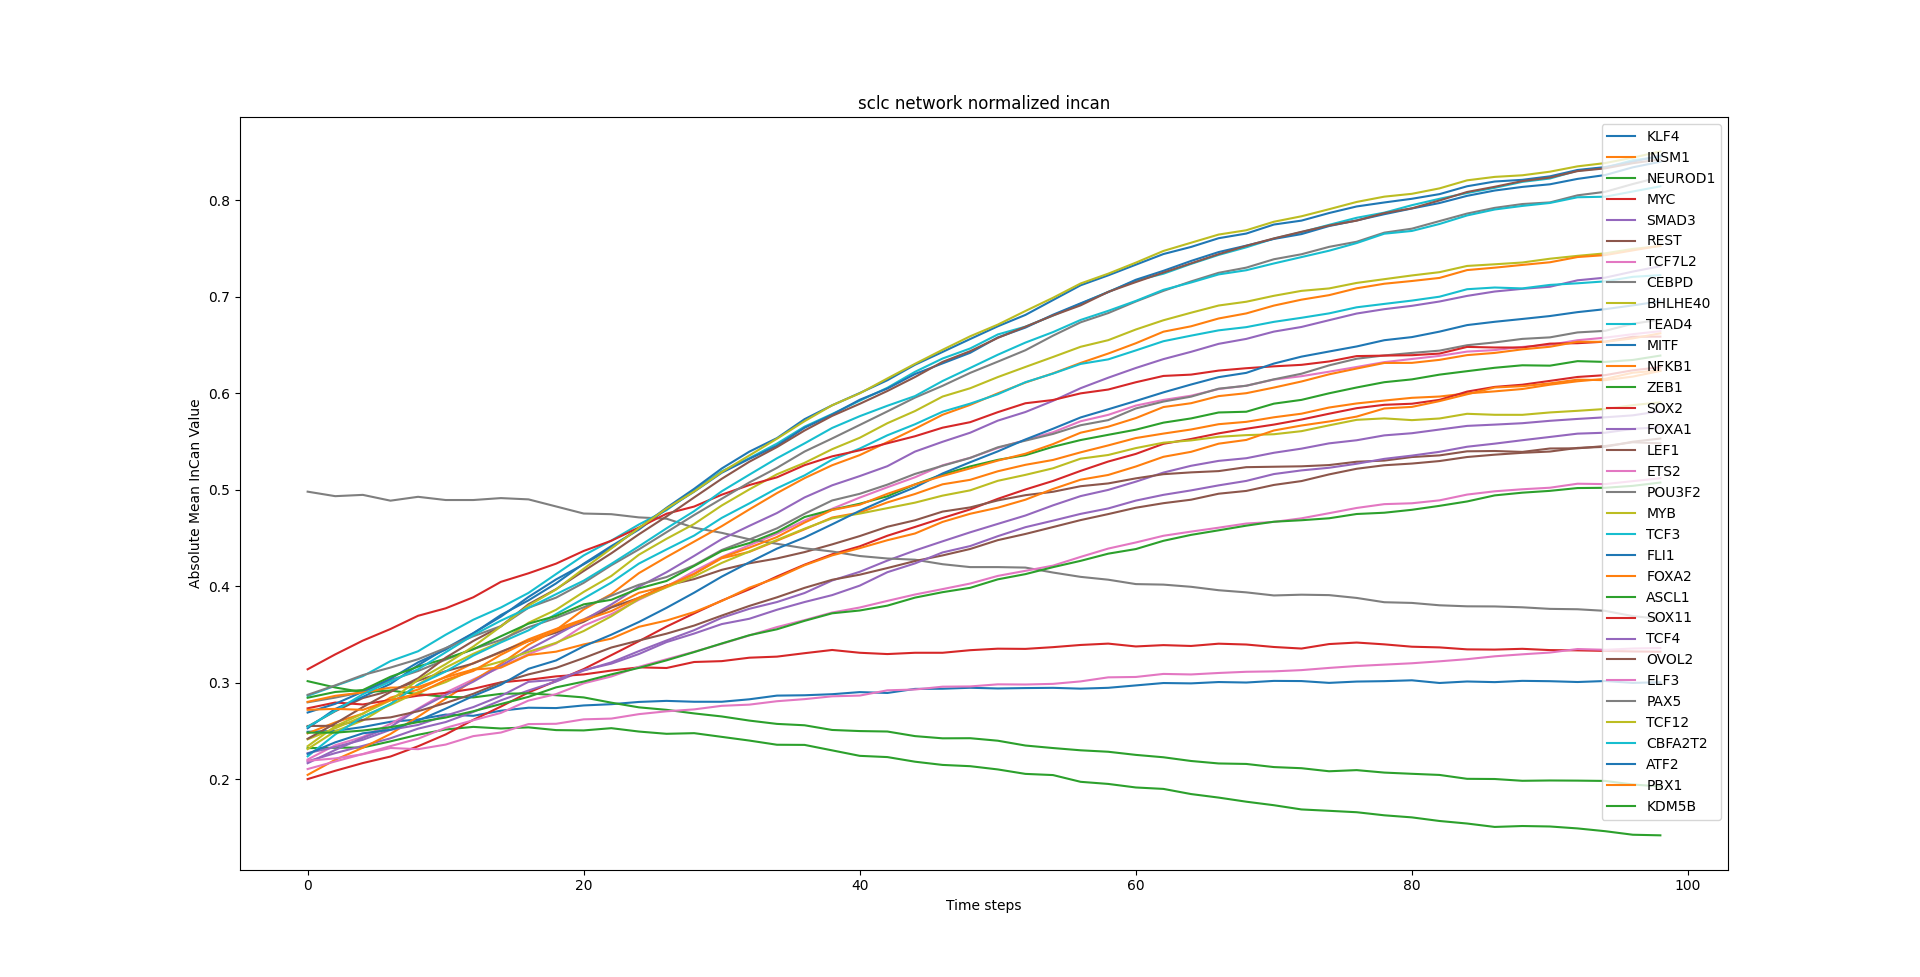 sclc network normalized incan
Absolute Mean InCan Value
0.8
0.7
0.6
0.5
0.4
0.3
0.2
0
20
40
60
80
100
Time steps
KLF4
INSM1
NEUROD1
MYC
SMAD3
REST
TCF7L2
CEBPD
BHLHE40
TEAD4
MITF
NFKB1
ZEB1
SOX2
FOXA1
LEF1
ETS2
POU3F2
MYB
TCF3
FLI1
FOXA2
ASCL1
SOX11
TCF4
OVOL2
ELF3
PAX5
TCF12
CBFA2T2
ATF2
PBX1
KDM5B